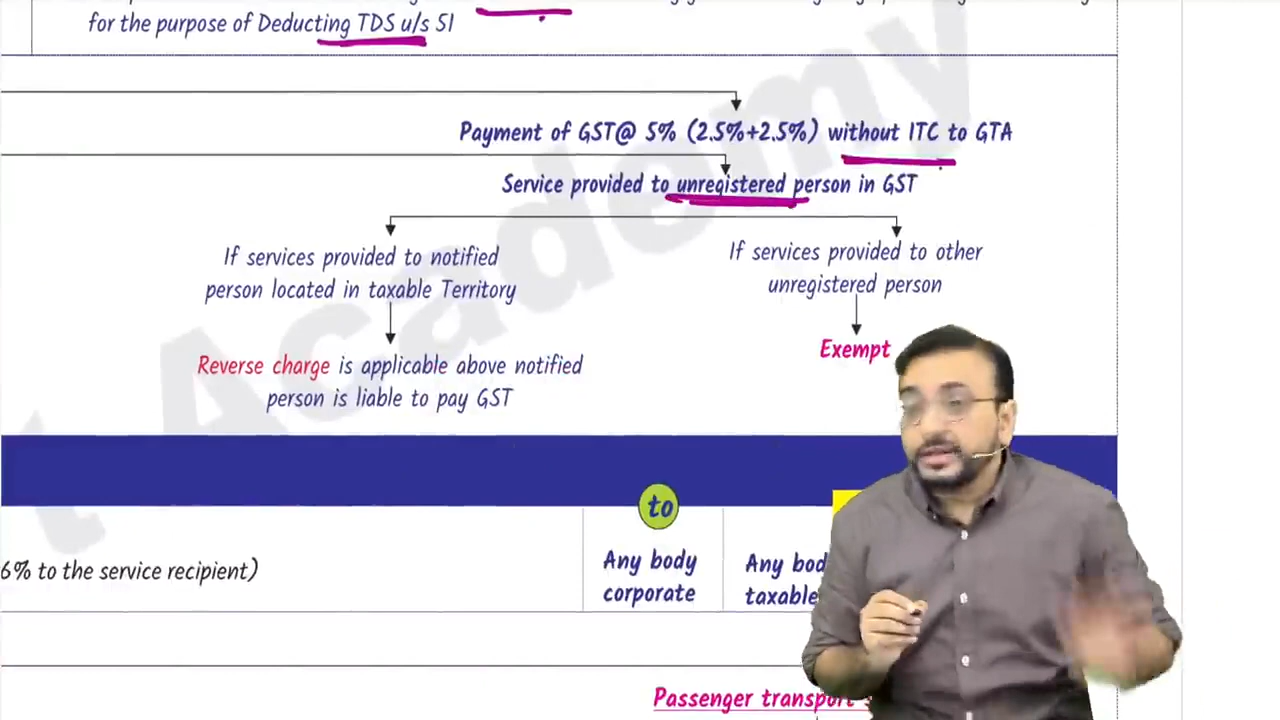 for the purpose of Deducting TDS u/s 51
Payment of GST@ 5% (2.5%+2.5%) without ITC to GTA
Service provided to unregistered person in GST
If services provided to notified
person located in taxable Territory
If services provided to other
unregistered person
Reverse charge is applicable above notified
person is liable to pay GST
Exempt
to
6% to the service recipient)
Any body
corporate
Any
taxable
Passenger transport
Academy